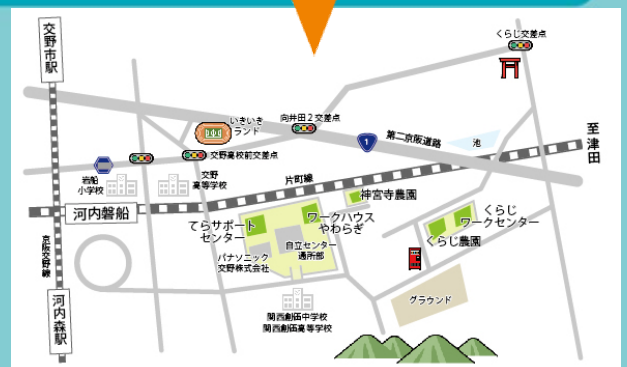 交野市駅
くらじ交差点
いきいき
ランド
向井田2交差点
第二京阪道路
1
池
至津田
交野高校前交差点
岩船
小学校
交野
高等学校
片町線
神宮寺農園
河内磐船
てらサポート
センター
ワークハウス
やわらぎ
くらじ
ワークセンター
くらじ農園
自立センター
通所部
パナソニック
交野株式会社
京阪交野線
河内森駅
グラウンド
関西創価中学校
関西創価高等学校